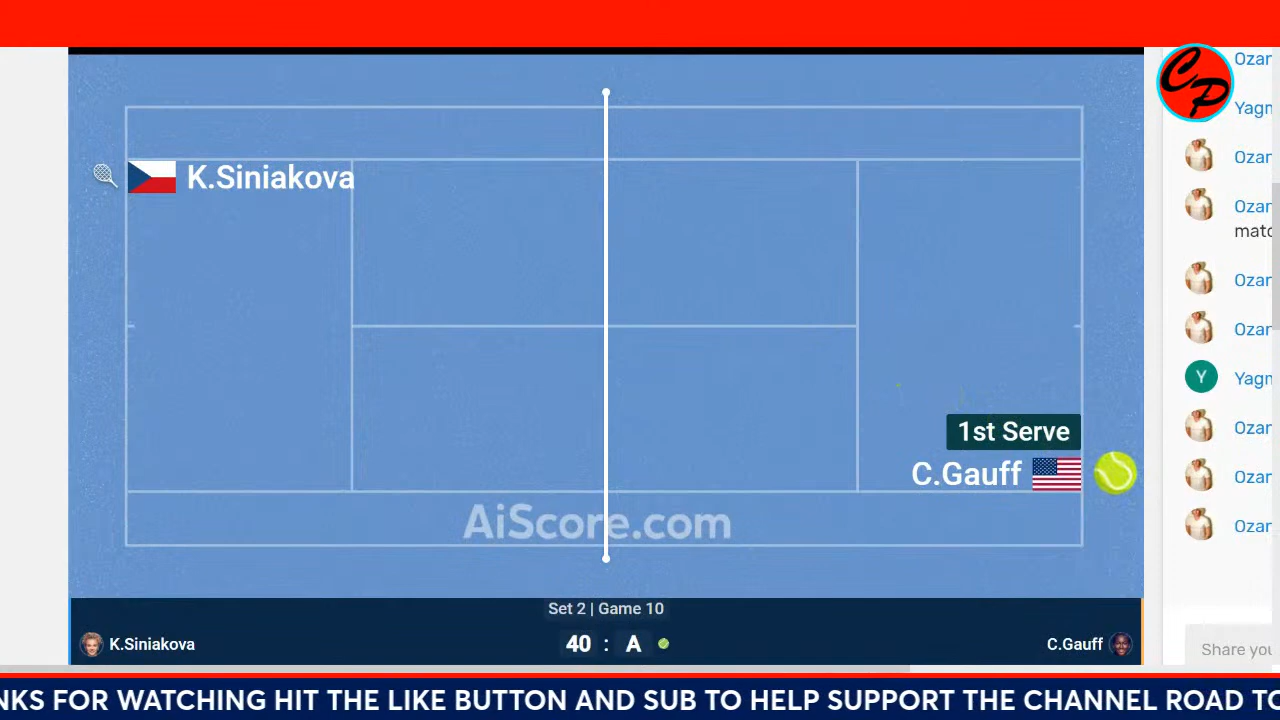 CP
Ozar
Yagn
K.Siniakova
Ozar
Ozar
matc
Ozar
Ozar
Y Yagn
1st Serve
Ozar
C.Gauff
Ozar
AiScore.com
Ozar
Set 2 | Game 10
K.Siniakova 40 : A C.Gauff
Share you
NKS FOR WATCHING HIT THE LIKE BUTTON AND SUB TO HELP SUPPORT THE CHANNEL ROAD TO